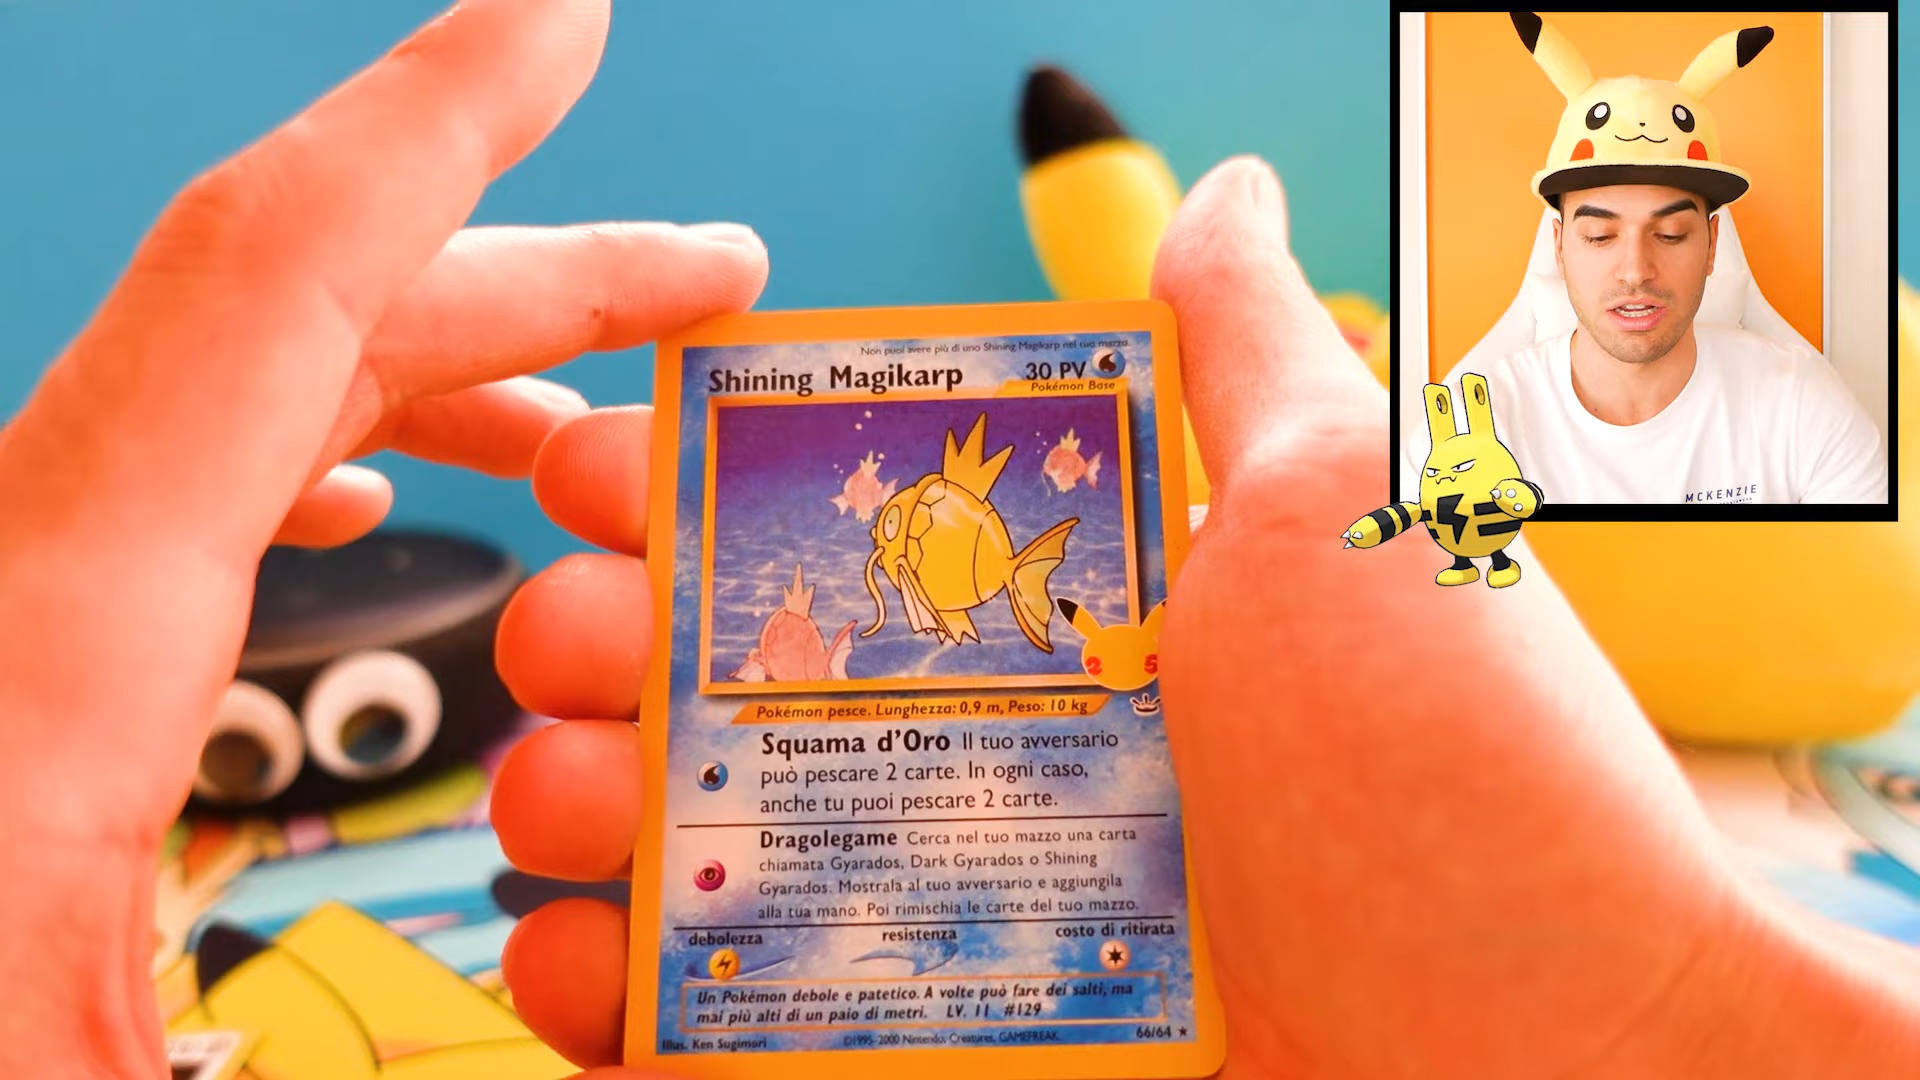 Non puoi avere più di uno Shining Magikarp nel tuo mazzo.
Shining Magikarp 30 PV
Pokémon Base
2 5
Pokémon pesce. Lunghezza: 0,9 m, Peso: 10 kg
Squama d'Oro Il tuo avversario
può pescare 2 carte. In ogni caso,
anche tu puoi pescare 2 carte.
Dragolegame Cerca nel tuo mazzo una carta
chiamata Gyarados, Dark Gyarados o Shining
Gyarados. Mostrala al tuo avversario e aggiungila
alla tua mano. Poi rimischia le carte del tuo mazzo.
debolezza resistenza costo di ritirata
Un Pokémon debole e patetico. A volte può fare dei salti, ma
mai più alti di un paio di metri. LV. 11 #129
Illus. Ken Sugimori ©1995-2000 Nintendo, Creatures, GAMEFREAK. 66/64 ★
MCKENZIE